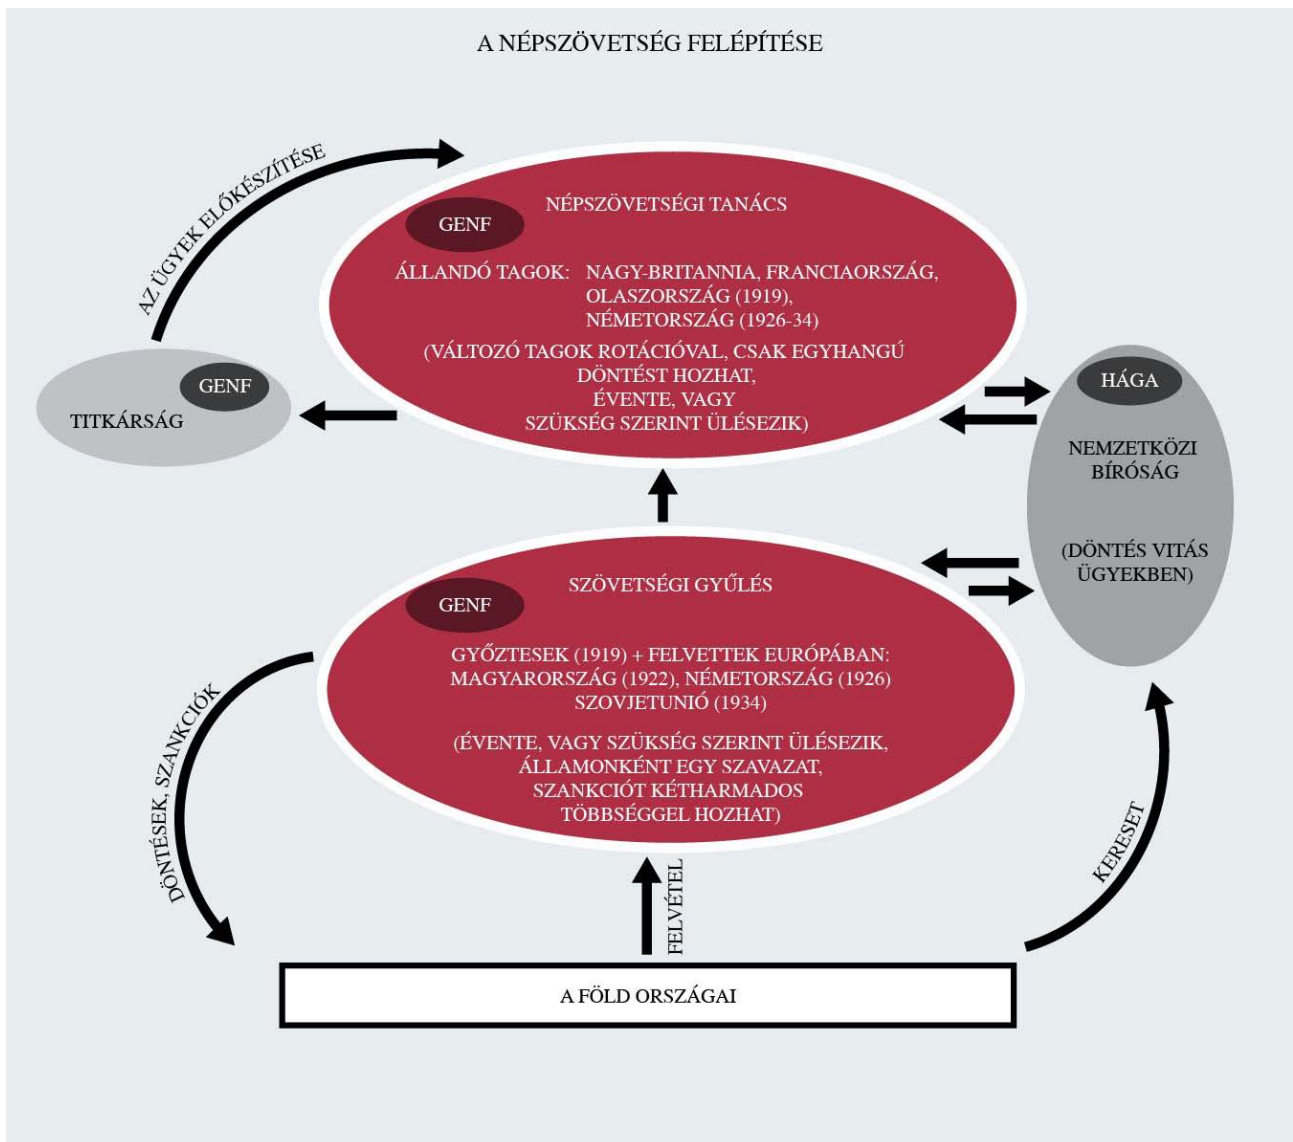 A NÉPSZÖVETSÉG FELÉPÍTÉSE
AZ ÜGYEK ELŐKÉSZÍTÉSE
NÉPSZÖVETSÉGI TANÁCS
GENF
ÁLLANDÓ TAGOK: NAGY-BRITANNIA, FRANCIAORSZÁG,
OLASZORSZÁG (1919),
NÉMETORSZÁG (1926-34)
(VÁLTOZÓ TAGOK ROTÁCIÓVAL, CSAK EGYHANGÚ
DÖNTÉST HOZHAT,
ÉVENTE, VAGY
SZÜKSÉG SZERINT ÜLÉSEZIK)
GENF
TITKÁRSÁG
HÁGA
NEMZETKÖZI
BÍRÓSÁG
(DÖNTÉS VITÁS
ÜGYEKBEN)
SZÖVETSÉGI GYŰLÉS
GENF
GYŐZTESEK (1919) + FELVETTEK EURÓPÁBAN:
MAGYARORSZÁG (1922), NÉMETORSZÁG (1926)
SZOVJETUNIÓ (1934)
(ÉVENTE, VAGY SZÜKSÉG SZERINT ÜLÉSEZIK,
ÁLLAMONKÉNT EGY SZAVAZAT,
SZANKCIÓT KÉTHARMADOS
TÖBBSÉGGEL HOZHAT)
DÖNTÉSEK, SZANKCIÓK
FELVÉTEL
KERESET
A FÖLD ORSZÁGAI